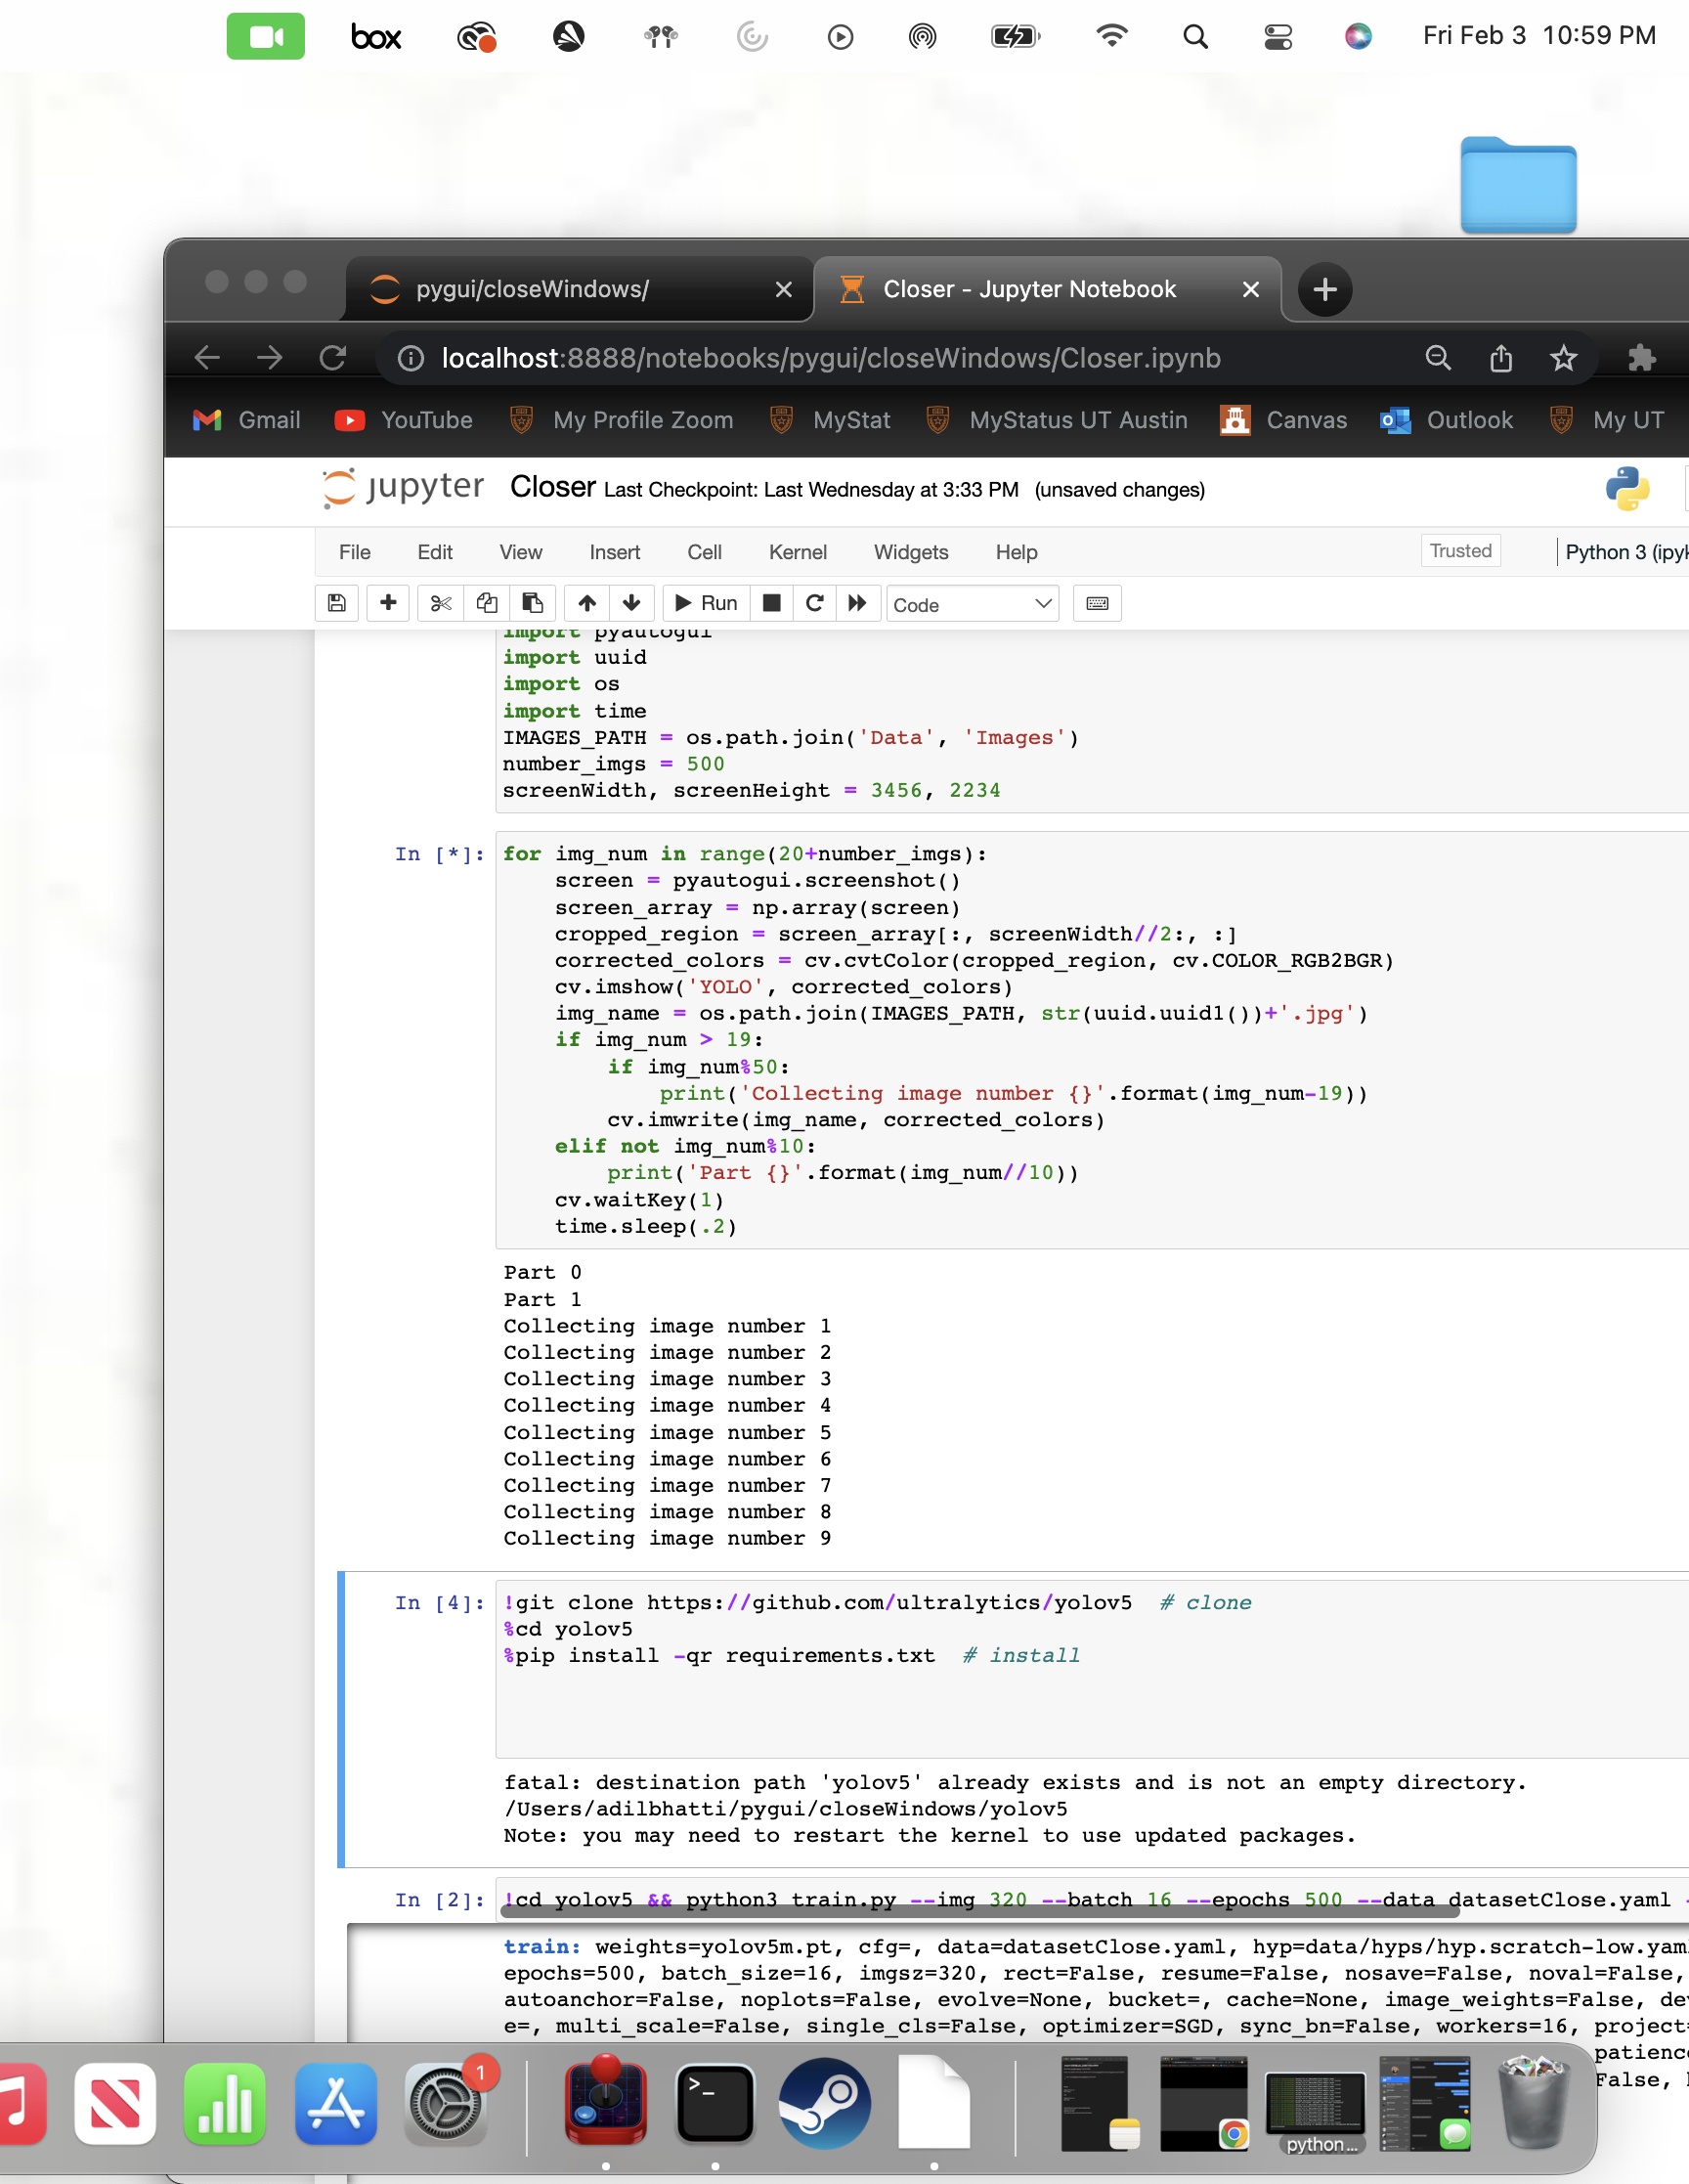 box
Fri Feb 3 10:59 PM
pygui/closeWindows/
Closer - Jupyter Notebook
localhost:8888/notebooks/pygui/closeWindows/Closer.ipynb
Gmail YouTube My Profile Zoom MyStat MyStatus UT Austin Canvas Outlook My UT
jupyter Closer Last Checkpoint: Last Wednesday at 3:33 PM (unsaved changes)
File Edit View Insert Cell Kernel Widgets Help Trusted Python 3 (ipyk
Run Code
import pyautogui
import uuid
import os
import time
IMAGES_PATH = os.path.join('Data', 'Images')
number_imgs = 500
screenWidth, screenHeight = 3456, 2234
In [*]: for img_num in range(20+number_imgs):
screen = pyautogui.screenshot()
screen_array = np.array(screen)
cropped_region = screen_array[:, screenWidth//2:, :]
corrected_colors = cv.cvtColor(cropped_region, cv.COLOR_RGB2BGR)
cv.imshow('YOLO', corrected_colors)
img_name = os.path.join(IMAGES_PATH, str(uuid.uuid1())+'.jpg')
if img_num > 19:
if img_num%50:
print('Collecting image number {}'.format(img_num-19))
cv.imwrite(img_name, corrected_colors)
elif not img_num%10:
print('Part {}'.format(img_num//10))
cv.waitKey(1)
time.sleep(.2)
Part 0
Part 1
Collecting image number 1
Collecting image number 2
Collecting image number 3
Collecting image number 4
Collecting image number 5
Collecting image number 6
Collecting image number 7
Collecting image number 8
Collecting image number 9
In [4]: !git clone https://github.com/ultralytics/yolov5 # clone
%cd yolov5
%pip install -qr requirements.txt # install
fatal: destination path 'yolov5' already exists and is not an empty directory.
/Users/adilbhatti/pygui/closeWindows/yolov5
Note: you may need to restart the kernel to use updated packages.
In [2]: !cd yolov5 && python3 train.py --img 320 --batch 16 --epochs 500 --data datasetClose.yaml -
train: weights=yolov5m.pt, cfg=, data=datasetClose.yaml, hyp=data/hyps/hyp.scratch-low.yaml
epochs=500, batch_size=16, imgsz=320, rect=False, resume=False, nosave=False, noval=False,
autoanchor=False, noplots=False, evolve=None, bucket=, cache=None, image_weights=False, dev
e=, multi_scale=False, single_cls=False, optimizer=SGD, sync_bn=False, workers=16, project=
patience
False,
1
>_
python...